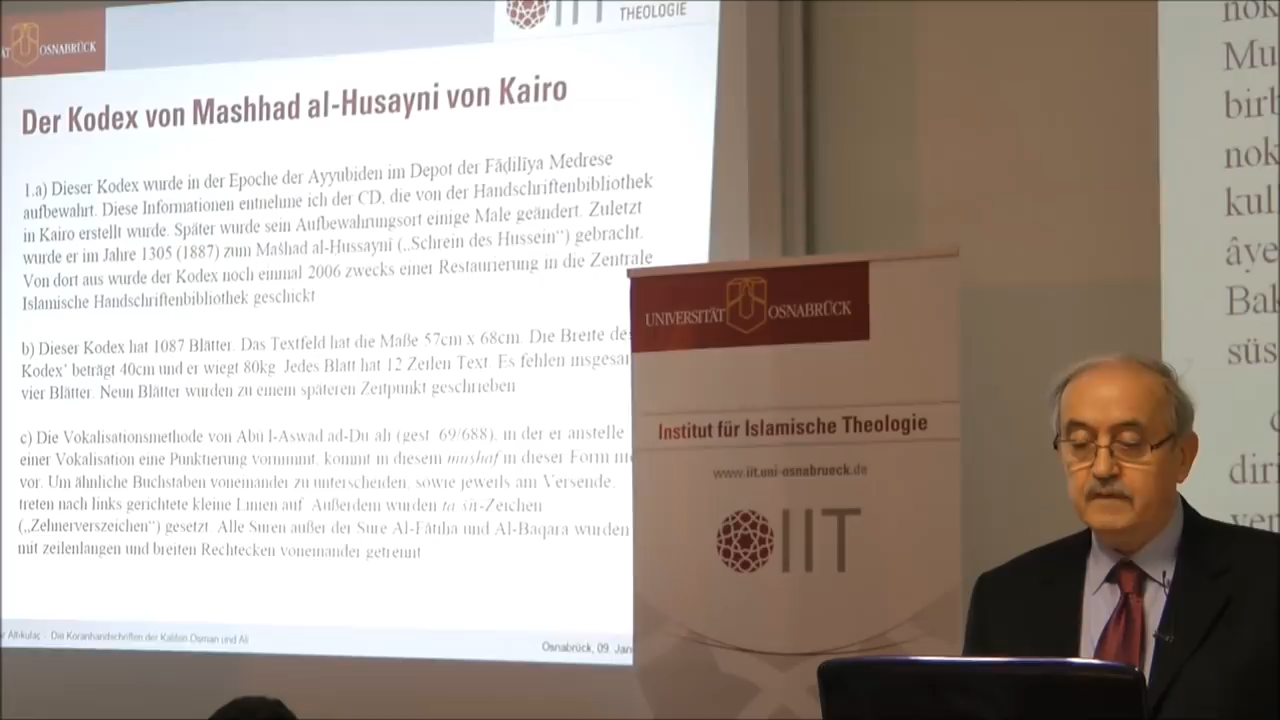 OSNABRÜCK
IIT
THEOLOGIE
Der Kodex von Mashhad al-Husayni von Kairo
1.a) Dieser Kodex wurde in der Epoche der Ayyubiden im Depot der Fāḍilīya Medrese
aufbewahrt. Diese Informationen entnehme ich der CD, die von der Handschriftenbibliothek
in Kairo erstellt wurde. Später wurde sein Aufbewahrungsort einige Male geändert. Zuletzt
wurde er im Jahre 1305 (1887) zum Mašhad al-Hussaynī („Schrein des Hussein“) gebracht.
Von dort aus wurde der Kodex noch einmal 2006 zwecks einer Restaurierung in die Zentrale
Islamische Handschriftenbibliothek geschickt
b) Dieser Kodex hat 1087 Blätter. Das Textfeld hat die Maße 57cm x 68cm. Die Breite
Kodex' beträgt 40cm und er wiegt 80kg. Jedes Blatt hat 12 Zeilen Text. Es fehlen
vier Blätter. Neun Blätter wurden zu einem späteren Zeitpunkt geschrieben
c) Die Vokalisationsmethode von Abū l-Aswad ad-Du'alī (gest. 69/688), in der er anstelle
einer Vokalisation eine Punktierung vornimmt, kommt in diesem mushaf in dieser Form
vor. Um ähnliche Buchstaben voneinander zu unterscheiden, sowie jeweils am Versende,
treten nach links gerichtete kleine Linien auf. Außerdem wurden ta'šīr-Zeichen
(„Zehnerverszeichen“) gesetzt. Alle Suren außer der Sure Al-Fātiha und Al-Baqara wurden
mit zeilenlangen und breiten Rechtecken voneinander getrennt
Altıkulaç - Die Koranhandschriften der Kalifen Osman und Ali
Osnabrück, 09. Jan
UNIVERSITÄT OSNABRÜCK
Institut für Islamische Theologie
www.iit.uni-osnabrueck.de
IIT
nok
Mu
birb
nok
kul
âye
Bak
süs
diri